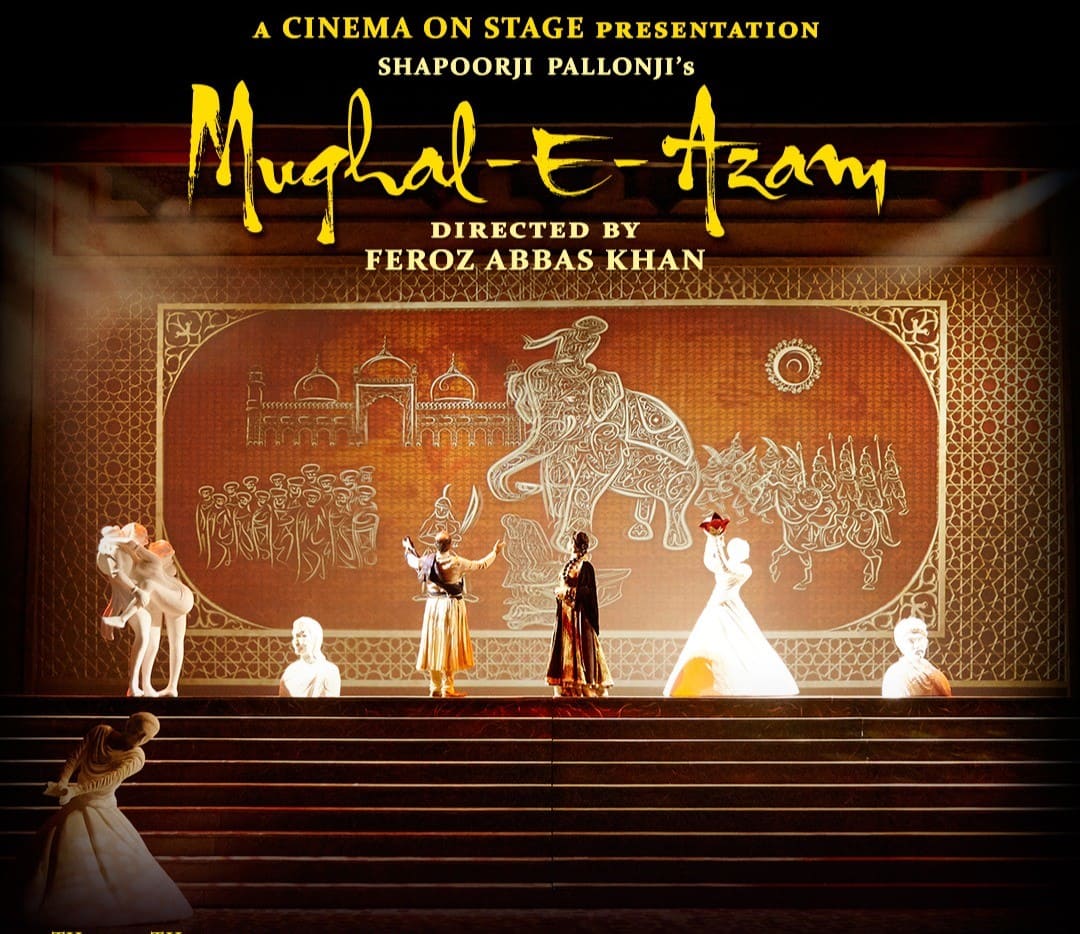 A CINEMA ON STAGE PRESENTATION
SHAPOORJI PALLONJI's
Mughal-E-Azam
DIRECTED BY
FEROZ ABBAS KHAN